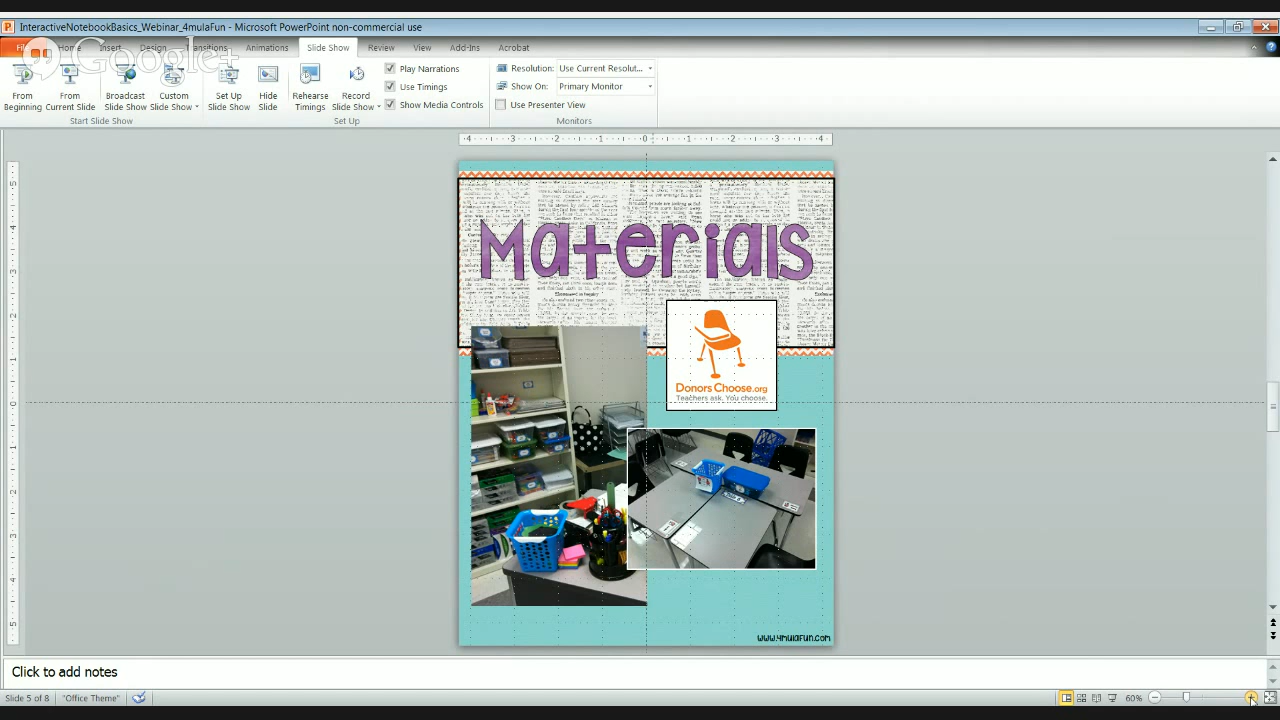 InteractiveNotebookBasics_Webinar_4mulaFun - Microsoft PowerPoint non-commercial use
File Home Insert Design Transitions Animations Slide Show Review View Add-Ins Acrobat
Google+
From Beginning
From Current Slide
Broadcast Slide Show
Custom Slide Show
Set Up Slide Show
Hide Slide
Rehearse Timings
Record Slide Show
Play Narrations
Use Timings
Show Media Controls
Resolution: Use Current Resolut...
Show On: Primary Monitor
Use Presenter View
Start Slide Show
Set Up
Monitors
Materials
DonorsChoose.org
Teachers ask. You choose.
www.4mulaFun.com
Click to add notes
Slide 5 of 8 "Office Theme" 60%